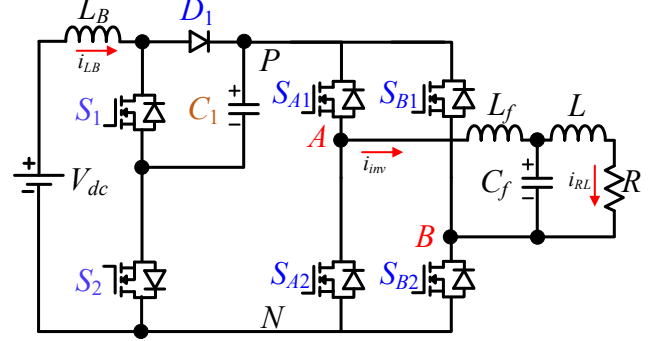 L_B D_1
i_LB P
S_1 C_1 S_A1 S_B1
+
-
A L_f L
i_inv
+ V_dc C_f + i_RL R
- -
B
S_2 S_A2 S_B2
N